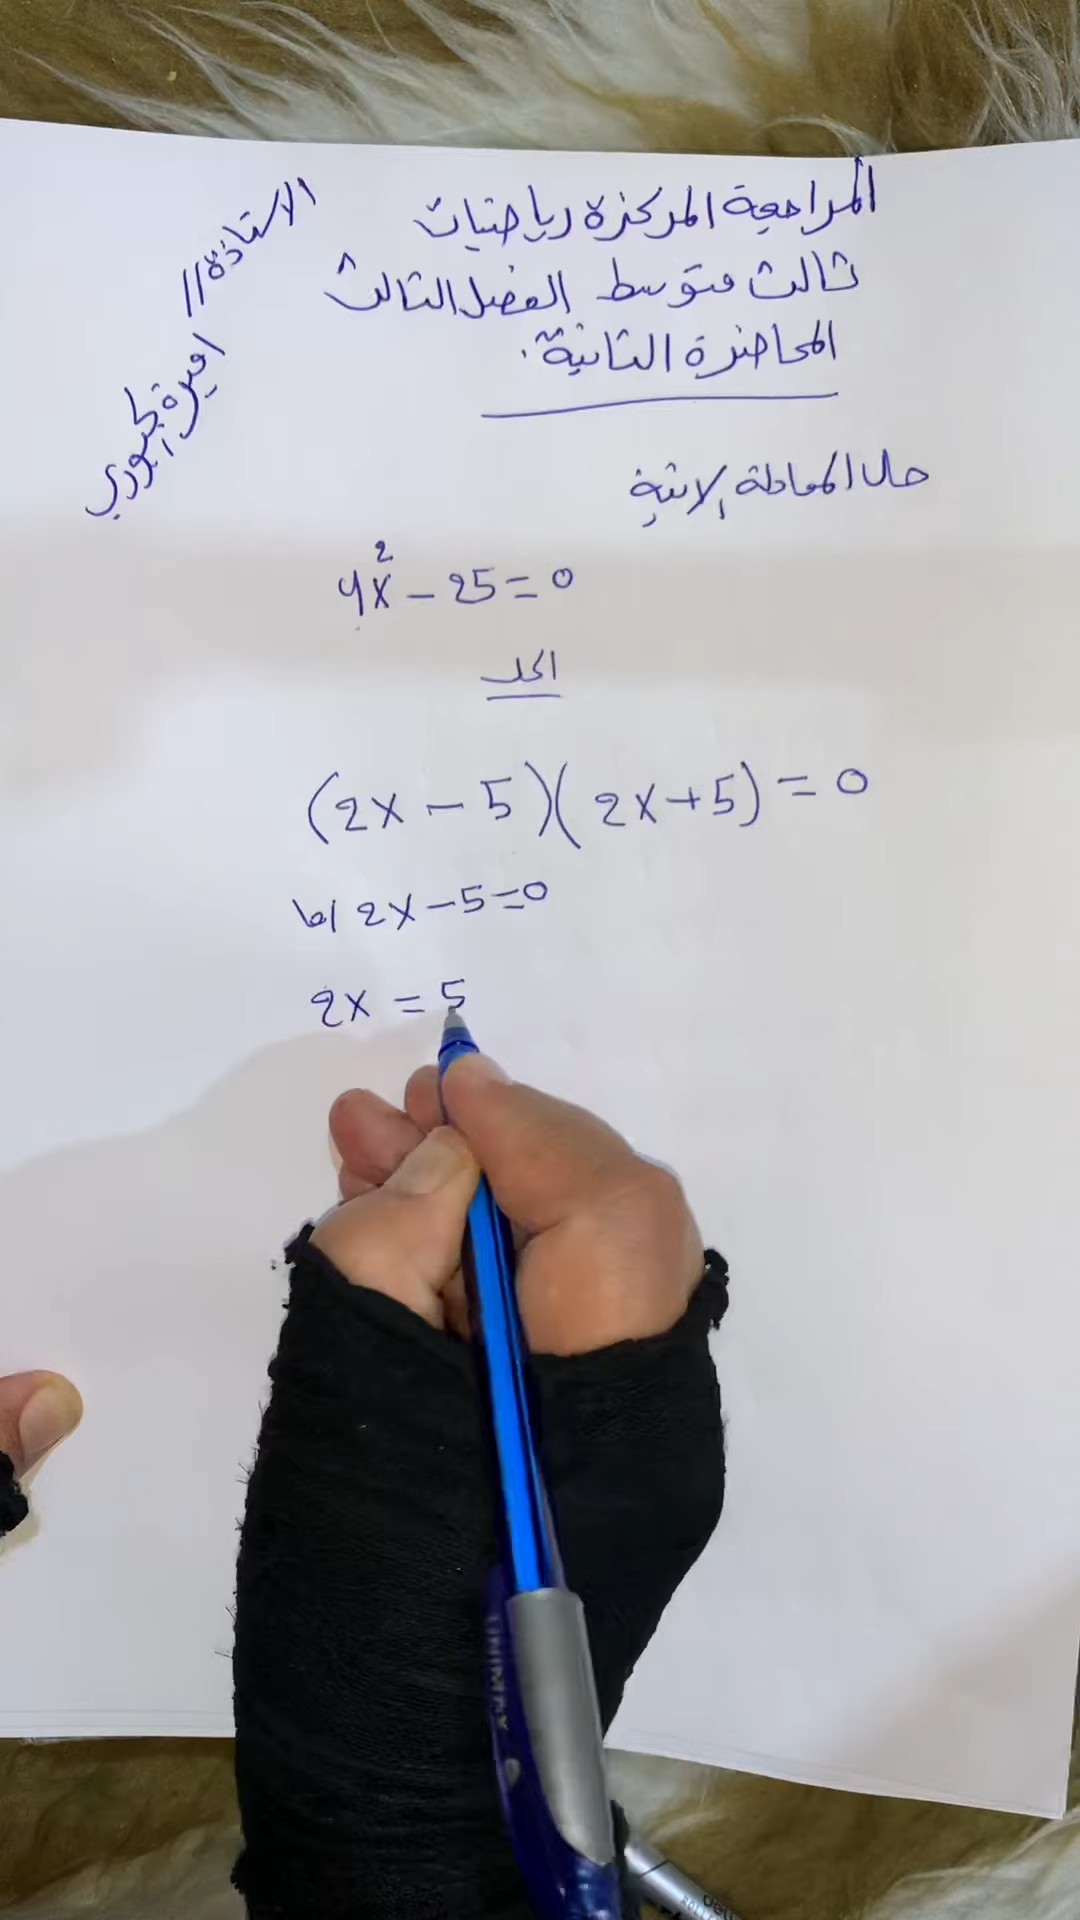 المراجعة المركزة رياضيات
ثالث متوسط الفصل الثالث
المحاضرة الثانية.
الاستاذة //
اميرة الجبوري
حل المعادلة الاتية
4x² - 25 = 0
الحل
(2x - 5)(2x + 5) = 0
اما 2x - 5 = 0
2x = 5